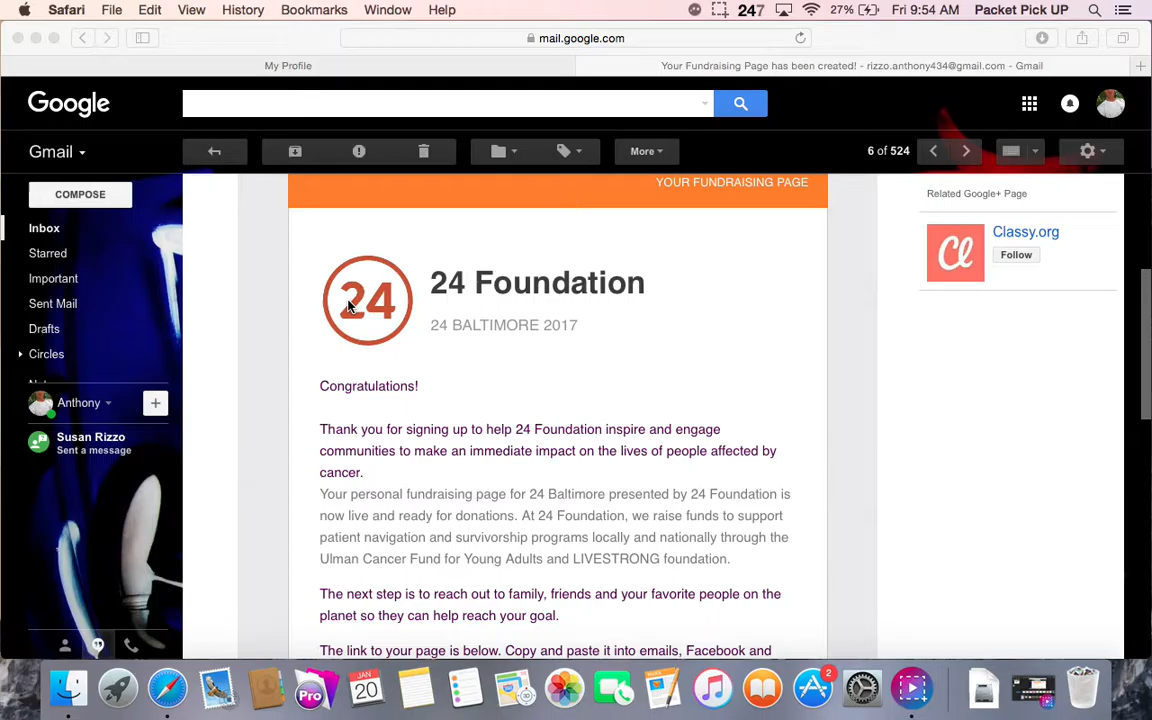 Safari File Edit View History Bookmarks Window Help 247 27% Fri 9:54 AM Packet Pick UP
mail.google.com
My Profile Your Fundraising Page has been created! - rizzo.anthony434@gmail.com - Gmail
Google
Gmail More 6 of 524
YOUR FUNDRAISING PAGE
COMPOSE
Inbox
Starred
Important
Sent Mail
Drafts
Circles
Anthony
Susan Rizzo
Sent a message
24
24 Foundation
24 BALTIMORE 2017
Congratulations!
Thank you for signing up to help 24 Foundation inspire and engage
communities to make an immediate impact on the lives of people affected by
cancer.
Your personal fundraising page for 24 Baltimore presented by 24 Foundation is
now live and ready for donations. At 24 Foundation, we raise funds to support
patient navigation and survivorship programs locally and nationally through the
Ulman Cancer Fund for Young Adults and LIVESTRONG foundation.
The next step is to reach out to family, friends and your favorite people on the
planet so they can help reach your goal.
The link to your page is below. Copy and paste it into emails, Facebook and
Related Google+ Page
Cl
Classy.org
Follow
Pro
JAN
20
3D
2